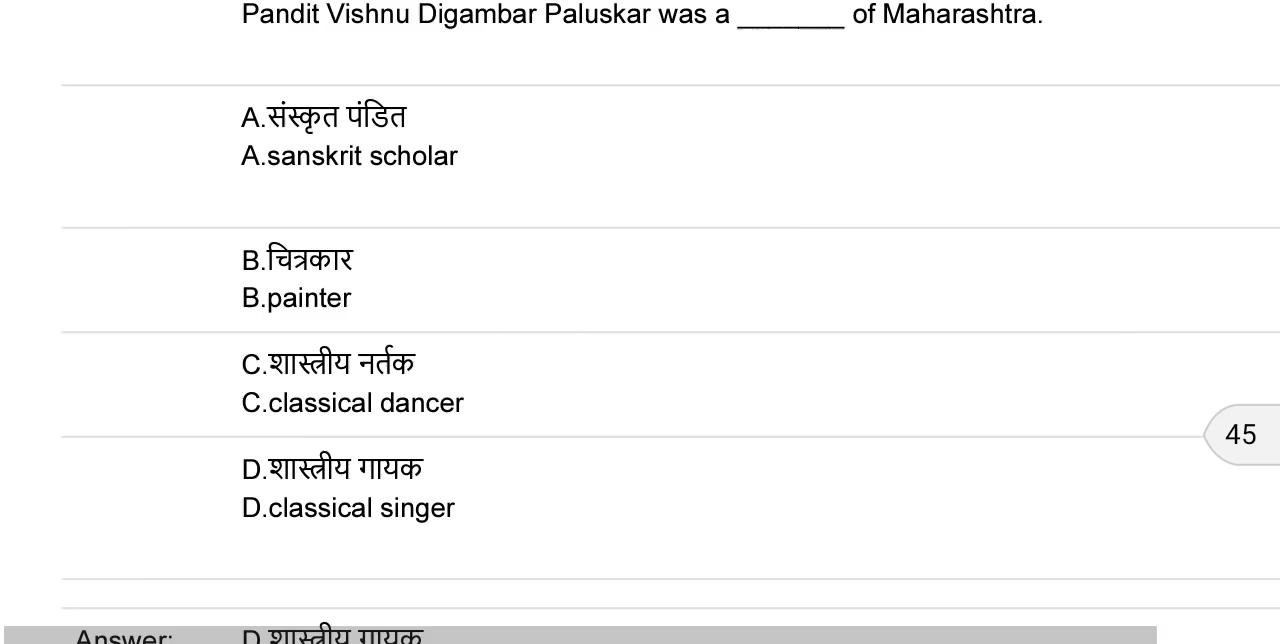 Pandit Vishnu Digambar Paluskar was a _______ of Maharashtra.
A.संस्कृत पंडित
A.sanskrit scholar
B.चित्रकार
B.painter
C.शास्त्रीय नर्तक
C.classical dancer
45
D.शास्त्रीय गायक
D.classical singer
Answer: D.शास्त्रीय गायक